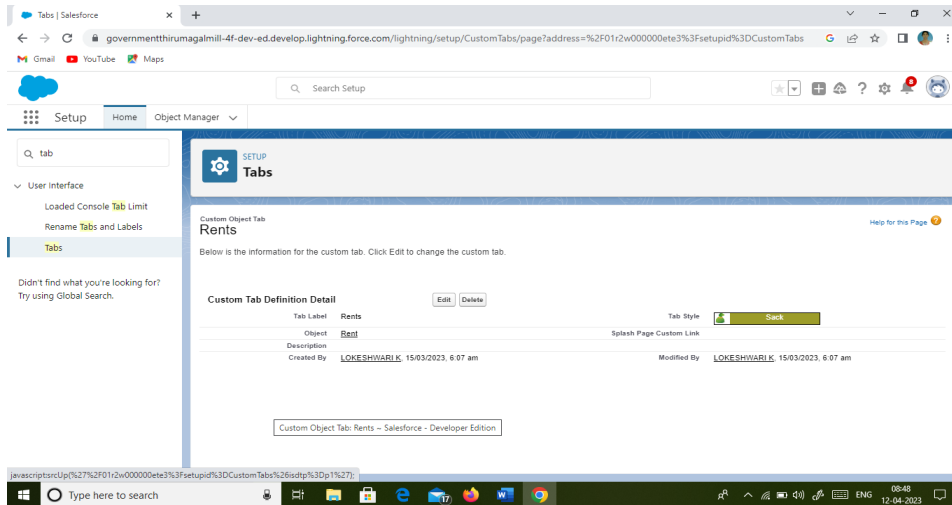 Tabs | Salesforce
governmentthirumagalmill-4f-dev-ed.develop.lightning.force.com/lightning/setup/CustomTabs/page?address=%2F01r2w000000ete3%3Fsetupid%3DCustomTabs
Gmail YouTube Maps
Search Setup
8
Setup Home Object Manager
tab
User Interface
Loaded Console Tab Limit
Rename Tabs and Labels
Tabs
Didn't find what you're looking for?
Try using Global Search.
SETUP
Tabs
Custom Object Tab
Rents
Help for this Page
Below is the information for the custom tab. Click Edit to change the custom tab.
Custom Tab Definition Detail Edit Delete
Tab Label Rents Tab Style Sack
Object Rent Splash Page Custom Link
Description
Created By LOKESHWARI K, 15/03/2023, 6:07 am Modified By LOKESHWARI K, 15/03/2023, 6:07 am
Custom Object Tab: Rents ~ Salesforce - Developer Edition
javascript:srcUp(%27%2F01r2w000000ete3%3Fsetupid%3DCustomTabs%26isdtp%3Dp1%27);
Type here to search
17
ENG
08:48
12-04-2023